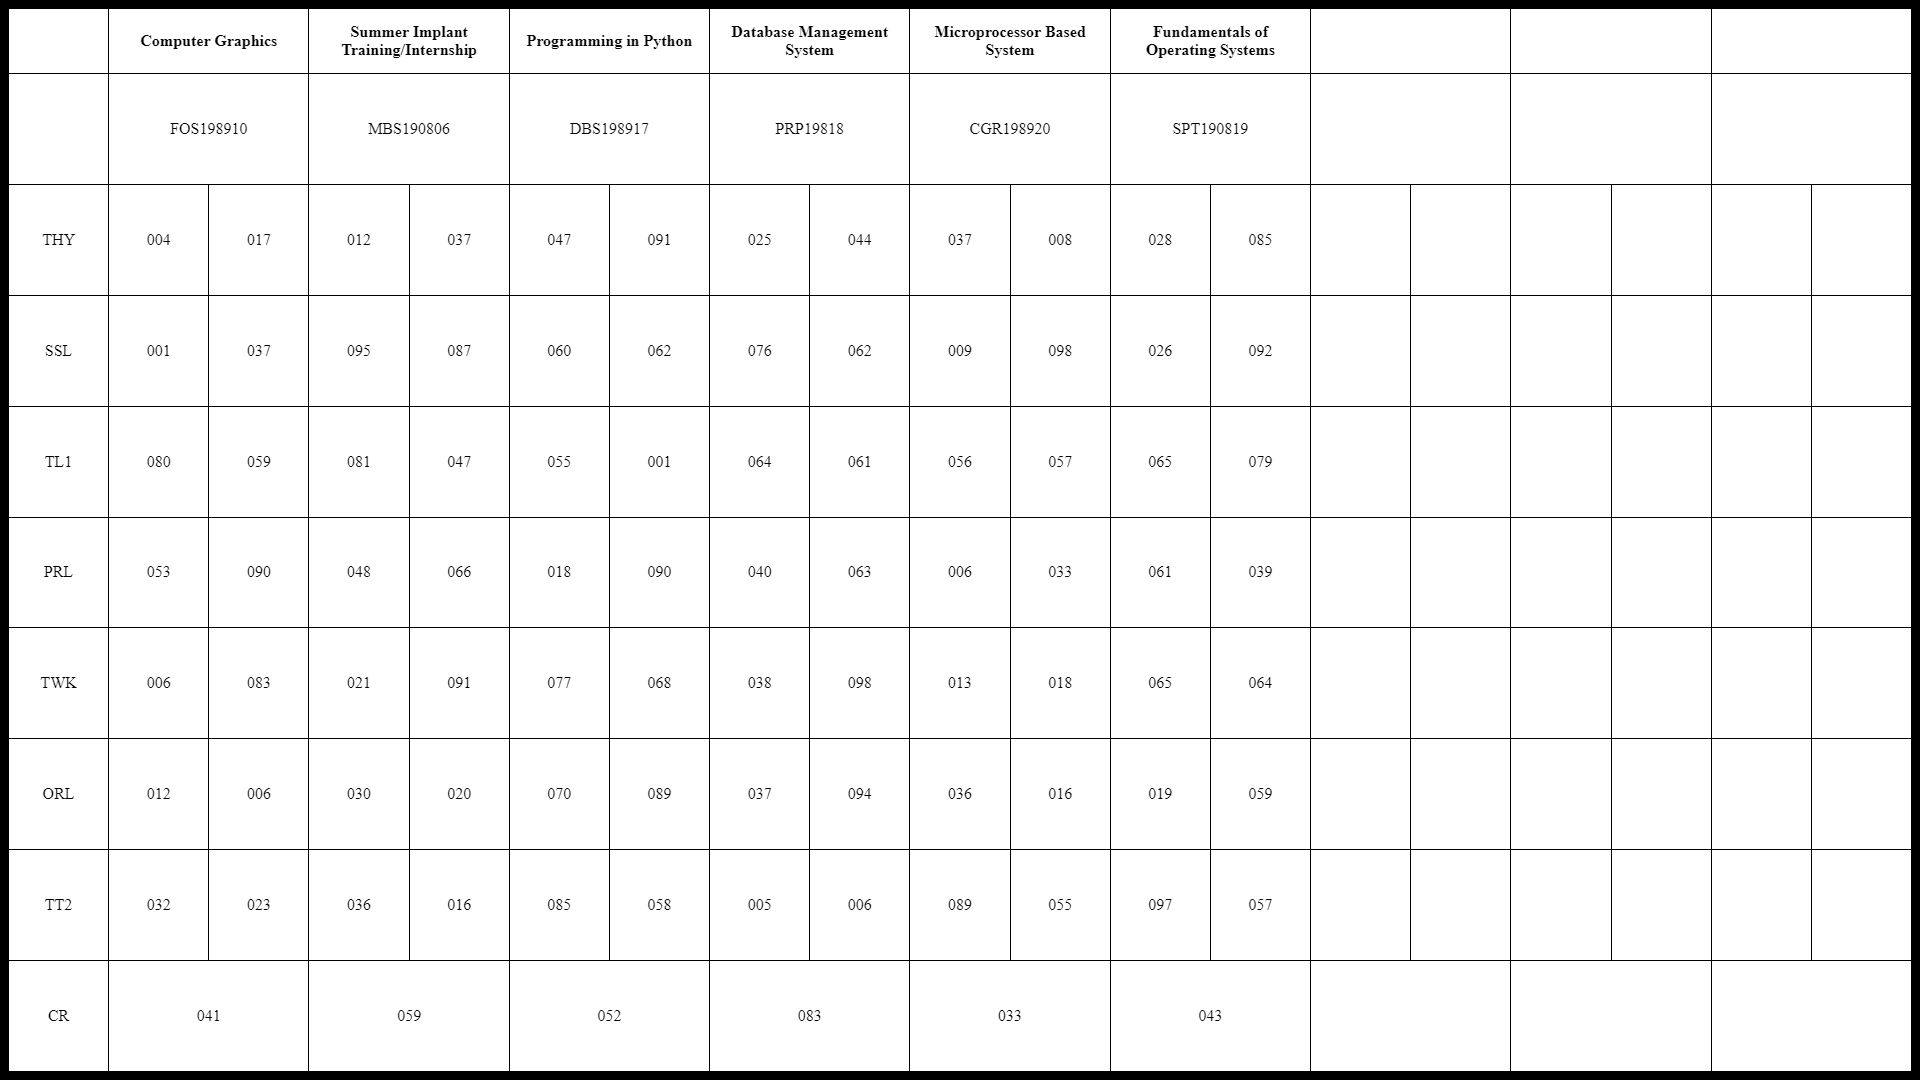 Computer Graphics Summer Implant Training/Internship Programming in Python Database Management System Microprocessor Based System Fundamentals of Operating Systems
FOS198910 MBS190806 DBS198917 PRP19818 CGR198920 SPT190819
THY 004 017 012 037 047 091 025 044 037 008 028 085
SSL 001 037 095 087 060 062 076 062 009 098 026 092
TL1 080 059 081 047 055 001 064 061 056 057 065 079
PRL 053 090 048 066 018 090 040 063 006 033 061 039
TWK 006 083 021 091 077 068 038 098 013 018 065 064
ORL 012 006 030 020 070 089 037 094 036 016 019 059
TT2 032 023 036 016 085 058 005 006 089 055 097 057
CR 041 059 052 083 033 043